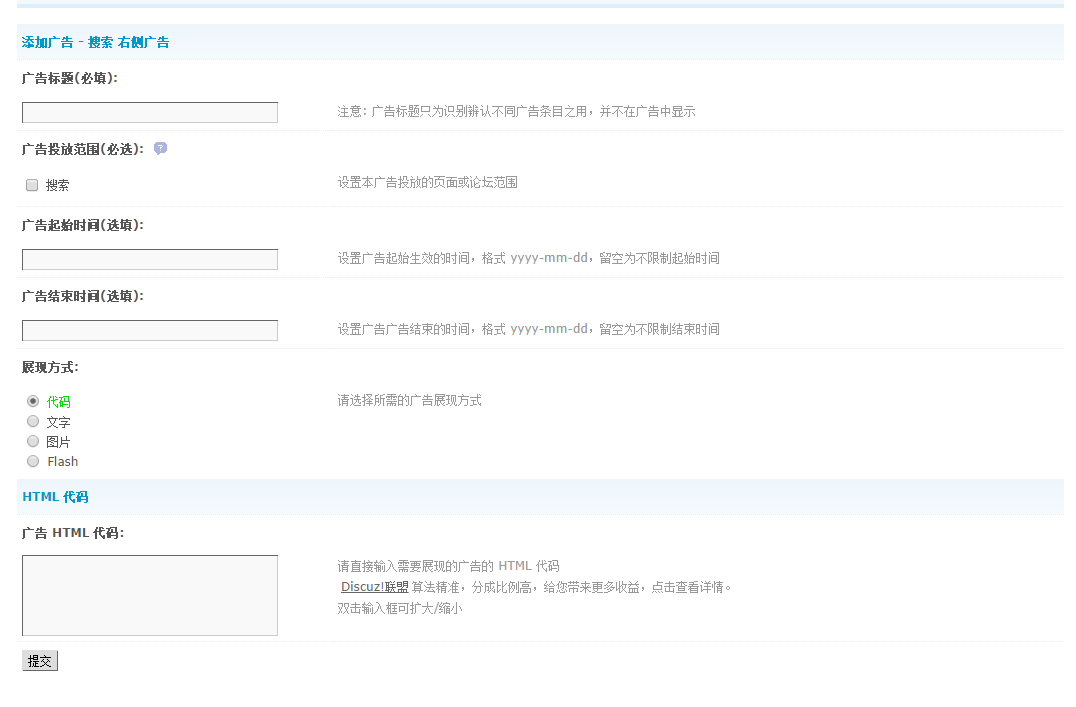 添加广告 - 搜索 右侧广告
广告标题(必填):
注意：广告标题只为识别辨认不同广告条目之用，并不在广告中显示
广告投放范围(必选): ?
搜索
设置本广告投放的页面或论坛范围
广告起始时间(选填):
设置广告起始生效的时间，格式 yyyy-mm-dd，留空为不限制起始时间
广告结束时间(选填):
设置广告广告结束的时间，格式 yyyy-mm-dd，留空为不限制结束时间
展现方式:
代码
请选择所需的广告展现方式
文字
图片
Flash
HTML 代码
广告 HTML 代码:
请直接输入需要展现的广告的 HTML 代码
Discuz!联盟 算法精准，分成比例高，给您带来更多收益，点击查看详情。
双击输入框可扩大/缩小
提交